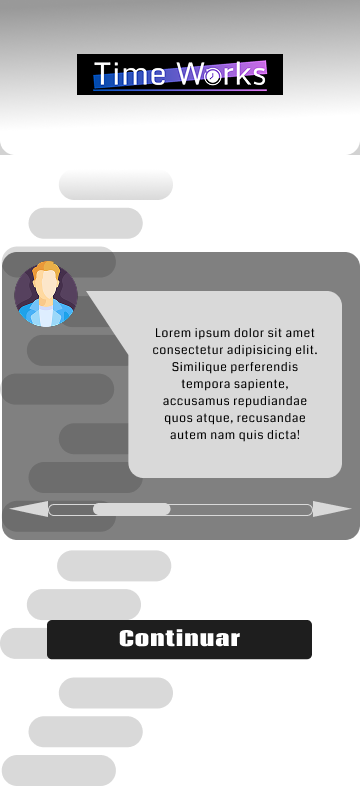 Time Works
Lorem ipsum dolor sit amet
consectetur adipisicing elit.
Similique perferendis
tempora sapiente,
accusamus repudiandae
quos atque, recusandae
autem nam quis dicta!
Continuar